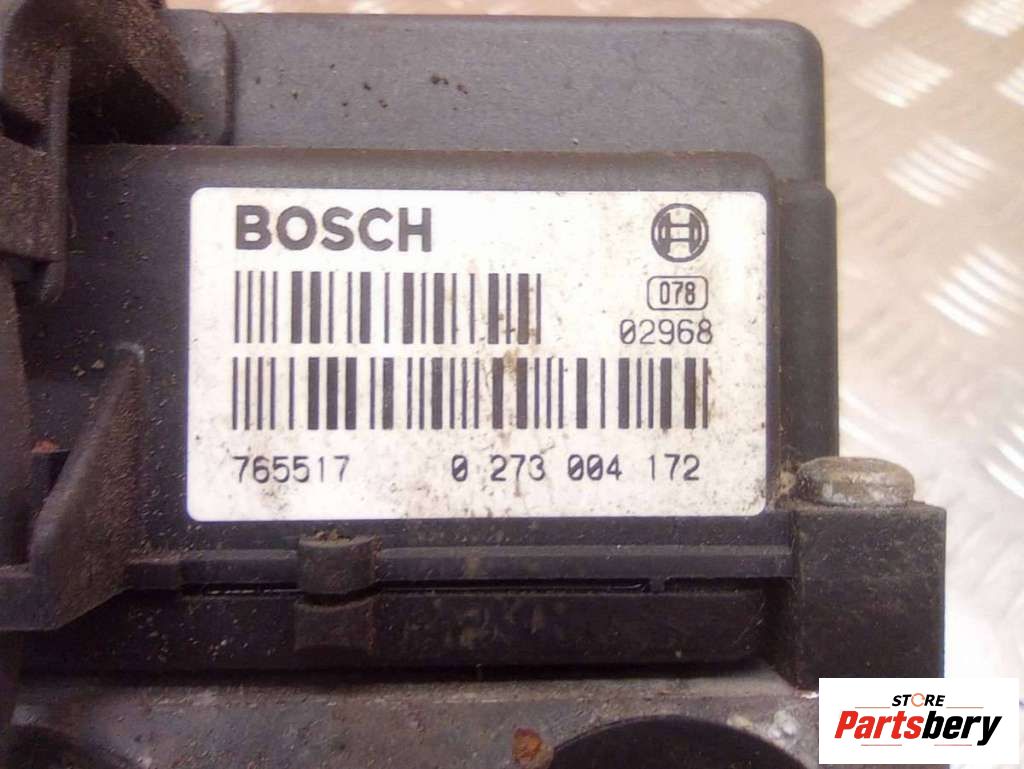 BOSCH
078
02968
765517 0 273 004 172
STORE
Partsbery